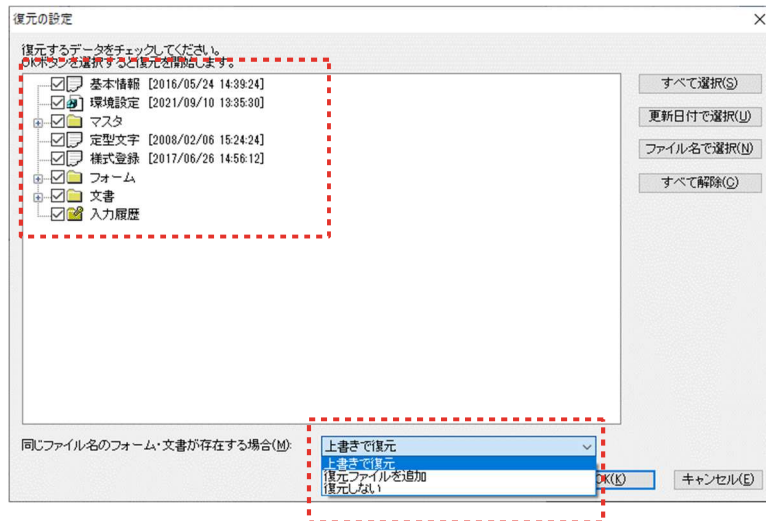 復元の設定
復元するデータをチェックしてください。
OKボタンを選択すると復元を開始します。
基本情報 [2016/05/24 14:39:24]
環境設定 [2021/09/10 13:35:30]
マスタ
定型文字 [2008/02/06 15:24:24]
様式登録 [2017/06/26 14:56:12]
フォーム
文書
入力履歴
すべて選択(S)
更新日付で選択(U)
ファイル名で選択(N)
すべて解除(C)
同じファイル名のフォーム・文書が存在する場合(M):
上書きで復元
上書きで復元
復元ファイルを追加
復元しない
OK(K)
キャンセル(E)